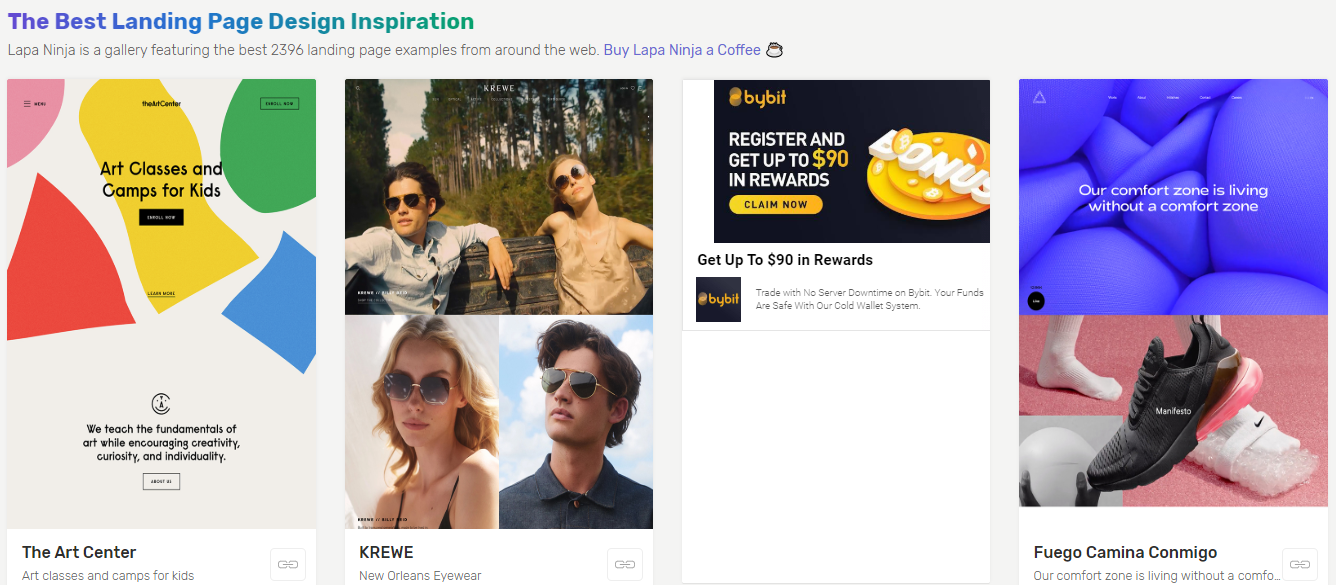 The Best Landing Page Design Inspiration
Lapa Ninja is a gallery featuring the best 2396 landing page examples from around the web. Buy Lapa Ninja a Coffee
MENU
theArtCenter
ENROLL NOW
Art Classes and
Camps for Kids
ENROLL NOW
LEARN MORE
We teach the fundamentals of
art while encouraging creativity,
curiosity, and individuality.
ABOUT US
The Art Center
Art classes and camps for kids
KREWE
KREWE // BILLY REID
KREWE // BILLY REID
KREWE
New Orleans Eyewear
bybit
REGISTER AND
GET UP TO $90
IN REWARDS
CLAIM NOW
BONUS
Get Up To $90 in Rewards
bybit
Trade with No Server Downtime on Bybit. Your Funds
Are Safe With Our Cold Wallet System.
Our comfort zone is living
without a comfort zone
Manifesto
Fuego Camina Conmigo
Our comfort zone is living without a comfo...